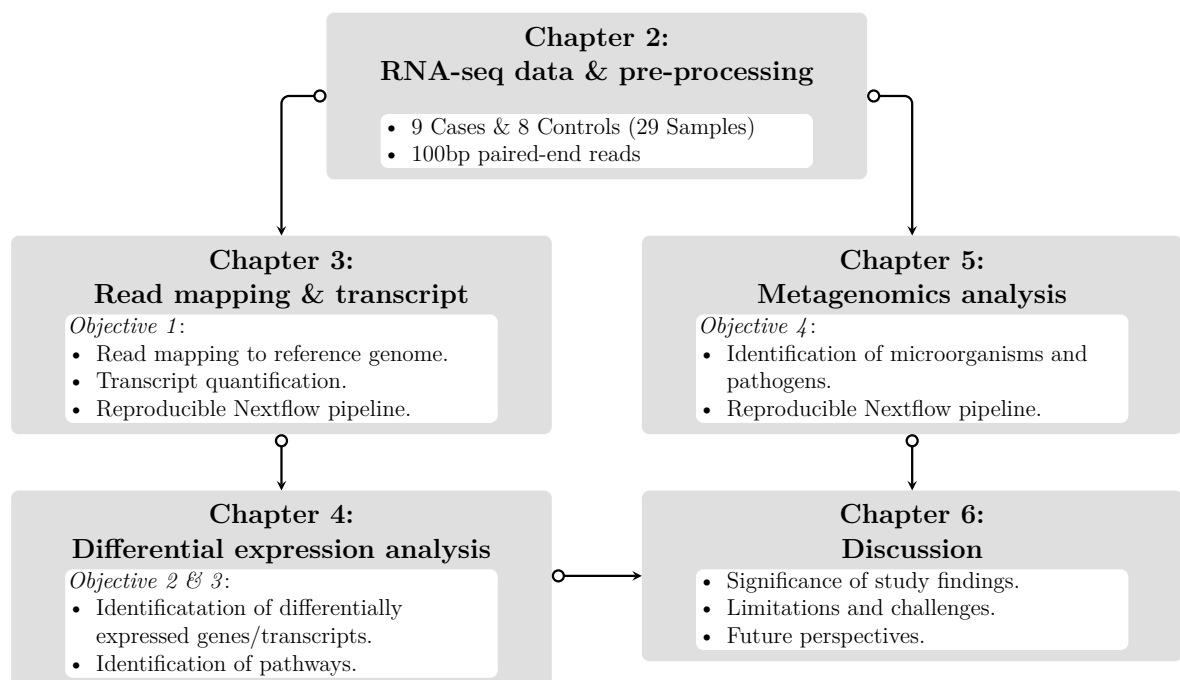 Chapter 2:
RNA-seq data & pre-processing
• 9 Cases & 8 Controls (29 Samples)
• 100bp paired-end reads
Chapter 3:
Read mapping & transcript
Objective 1:
• Read mapping to reference genome.
• Transcript quantification.
• Reproducible Nextflow pipeline.
Chapter 5:
Metagenomics analysis
Objective 4:
• Identification of microorganisms and
pathogens.
• Reproducible Nextflow pipeline.
Chapter 4:
Differential expression analysis
Objective 2 & 3:
• Identificatation of differentially
expressed genes/transcripts.
• Identification of pathways.
Chapter 6:
Discussion
• Significance of study findings.
• Limitations and challenges.
• Future perspectives.